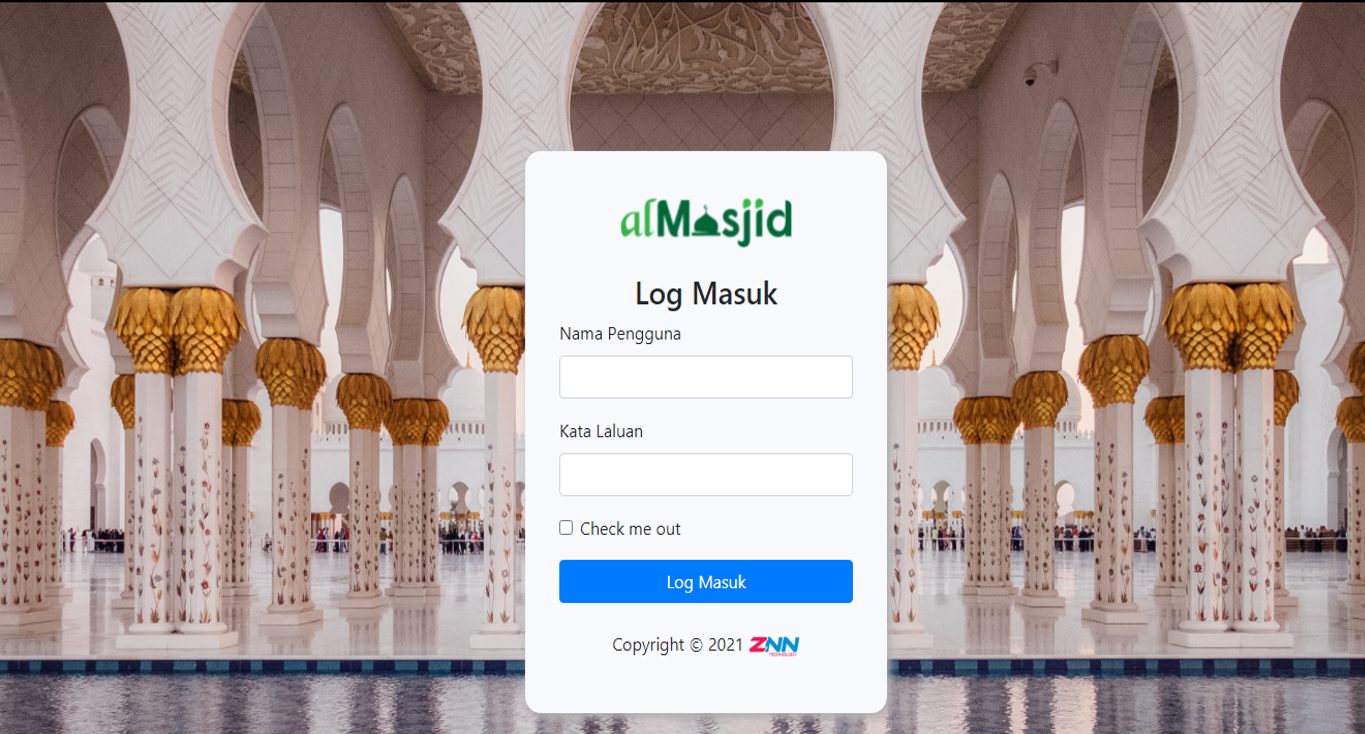 alMasjid
Log Masuk
Nama Pengguna
Kata Laluan
Check me out
Log Masuk
Copyright © 2021 ZNN
TECHNOLOGY